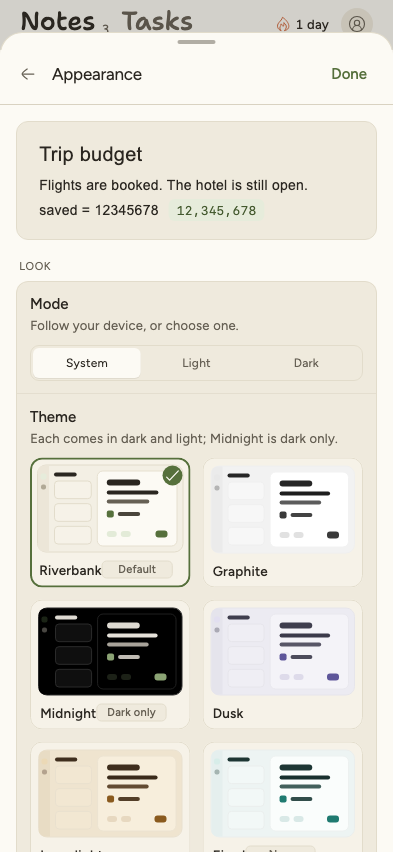 Notes 3 Tasks
1 day
Appearance
Done
Trip budget
Flights are booked. The hotel is still open.
saved = 12345678 12,345,678
LOOK
Mode
Follow your device, or choose one.
System Light Dark
Theme
Each comes in dark and light; Midnight is dark only.
Riverbank Default
Graphite
Midnight Dark only
Dusk